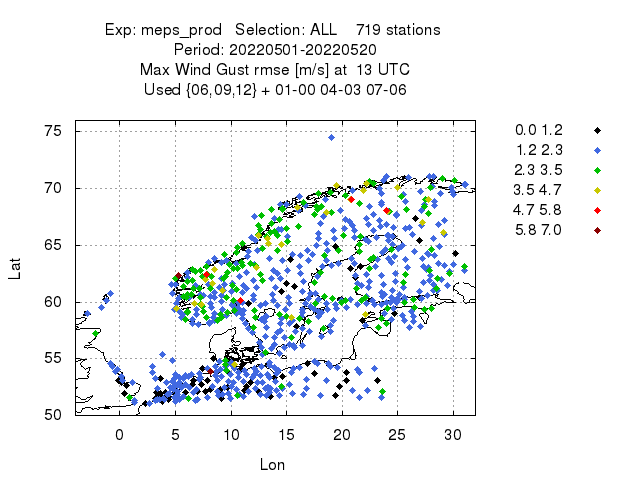 Exp: meps_prod Selection: ALL 719 stations
Period: 20220501-20220520
Max Wind Gust rmse [m/s] at 13 UTC
Used {06,09,12} + 01-00 04-03 07-06
0.0 1.2
1.2 2.3
2.3 3.5
3.5 4.7
4.7 5.8
5.8 7.0
75
70
65
60
55
50
Lat
0 5 10 15 20 25 30
Lon